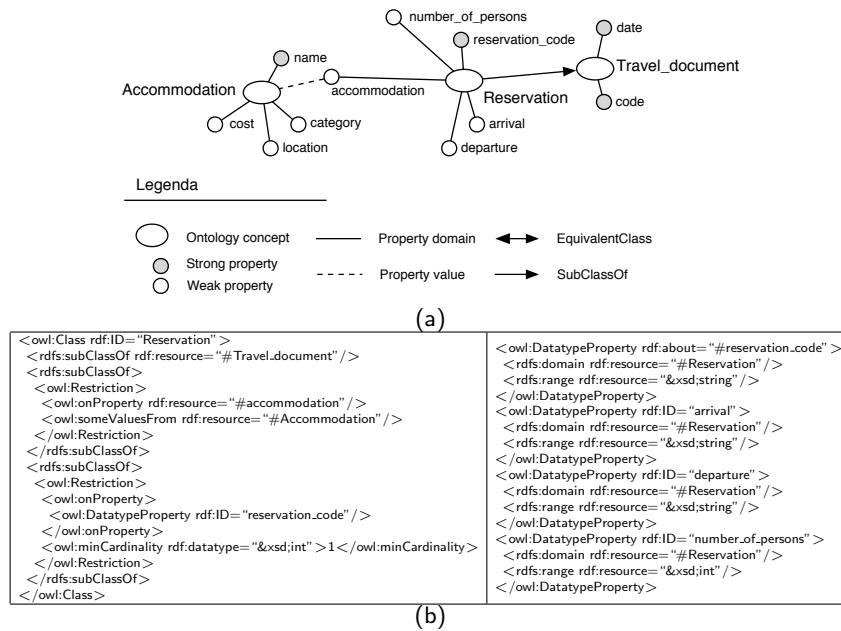 number_of_persons
date
reservation_code
name
Travel_document
Accommodation
accommodation
Reservation
code
cost
category
arrival
location
departure
Legenda
Ontology concept
Property domain
EquivalentClass
Strong property
Property value
SubClassOf
Weak property
(a)
<owl:Class rdf:ID=“Reservation”>
<rdfs:subClassOf rdf:resource=“#Travel_document”/>
<rdfs:subClassOf>
<owl:Restriction>
<owl:onProperty rdf:resource=“#accommodation”/>
<owl:someValuesFrom rdf:resource=“#Accommodation”/>
</owl:Restriction>
</rdfs:subClassOf>
<rdfs:subClassOf>
<owl:Restriction>
<owl:onProperty>
<owl:DatatypeProperty rdf:ID=“reservation_code”/>
</owl:onProperty>
<owl:minCardinality rdf:datatype=“&xsd;int”>1</owl:minCardinality>
</owl:Restriction>
</rdfs:subClassOf>
</owl:Class>
<owl:DatatypeProperty rdf:about=“#reservation_code”>
<rdfs:domain rdf:resource=“#Reservation”/>
<rdfs:range rdf:resource=“&xsd;string”/>
</owl:DatatypeProperty>
<owl:DatatypeProperty rdf:ID=“arrival”>
<rdfs:domain rdf:resource=“#Reservation”/>
<rdfs:range rdf:resource=“&xsd;string”/>
</owl:DatatypeProperty>
<owl:DatatypeProperty rdf:ID=“departure”>
<rdfs:domain rdf:resource=“#Reservation”/>
<rdfs:range rdf:resource=“&xsd;string”/>
</owl:DatatypeProperty>
<owl:DatatypeProperty rdf:ID=“number_of_persons”>
<rdfs:domain rdf:resource=“#Reservation”/>
<rdfs:range rdf:resource=“&xsd;int”/>
</owl:DatatypeProperty>
(b)